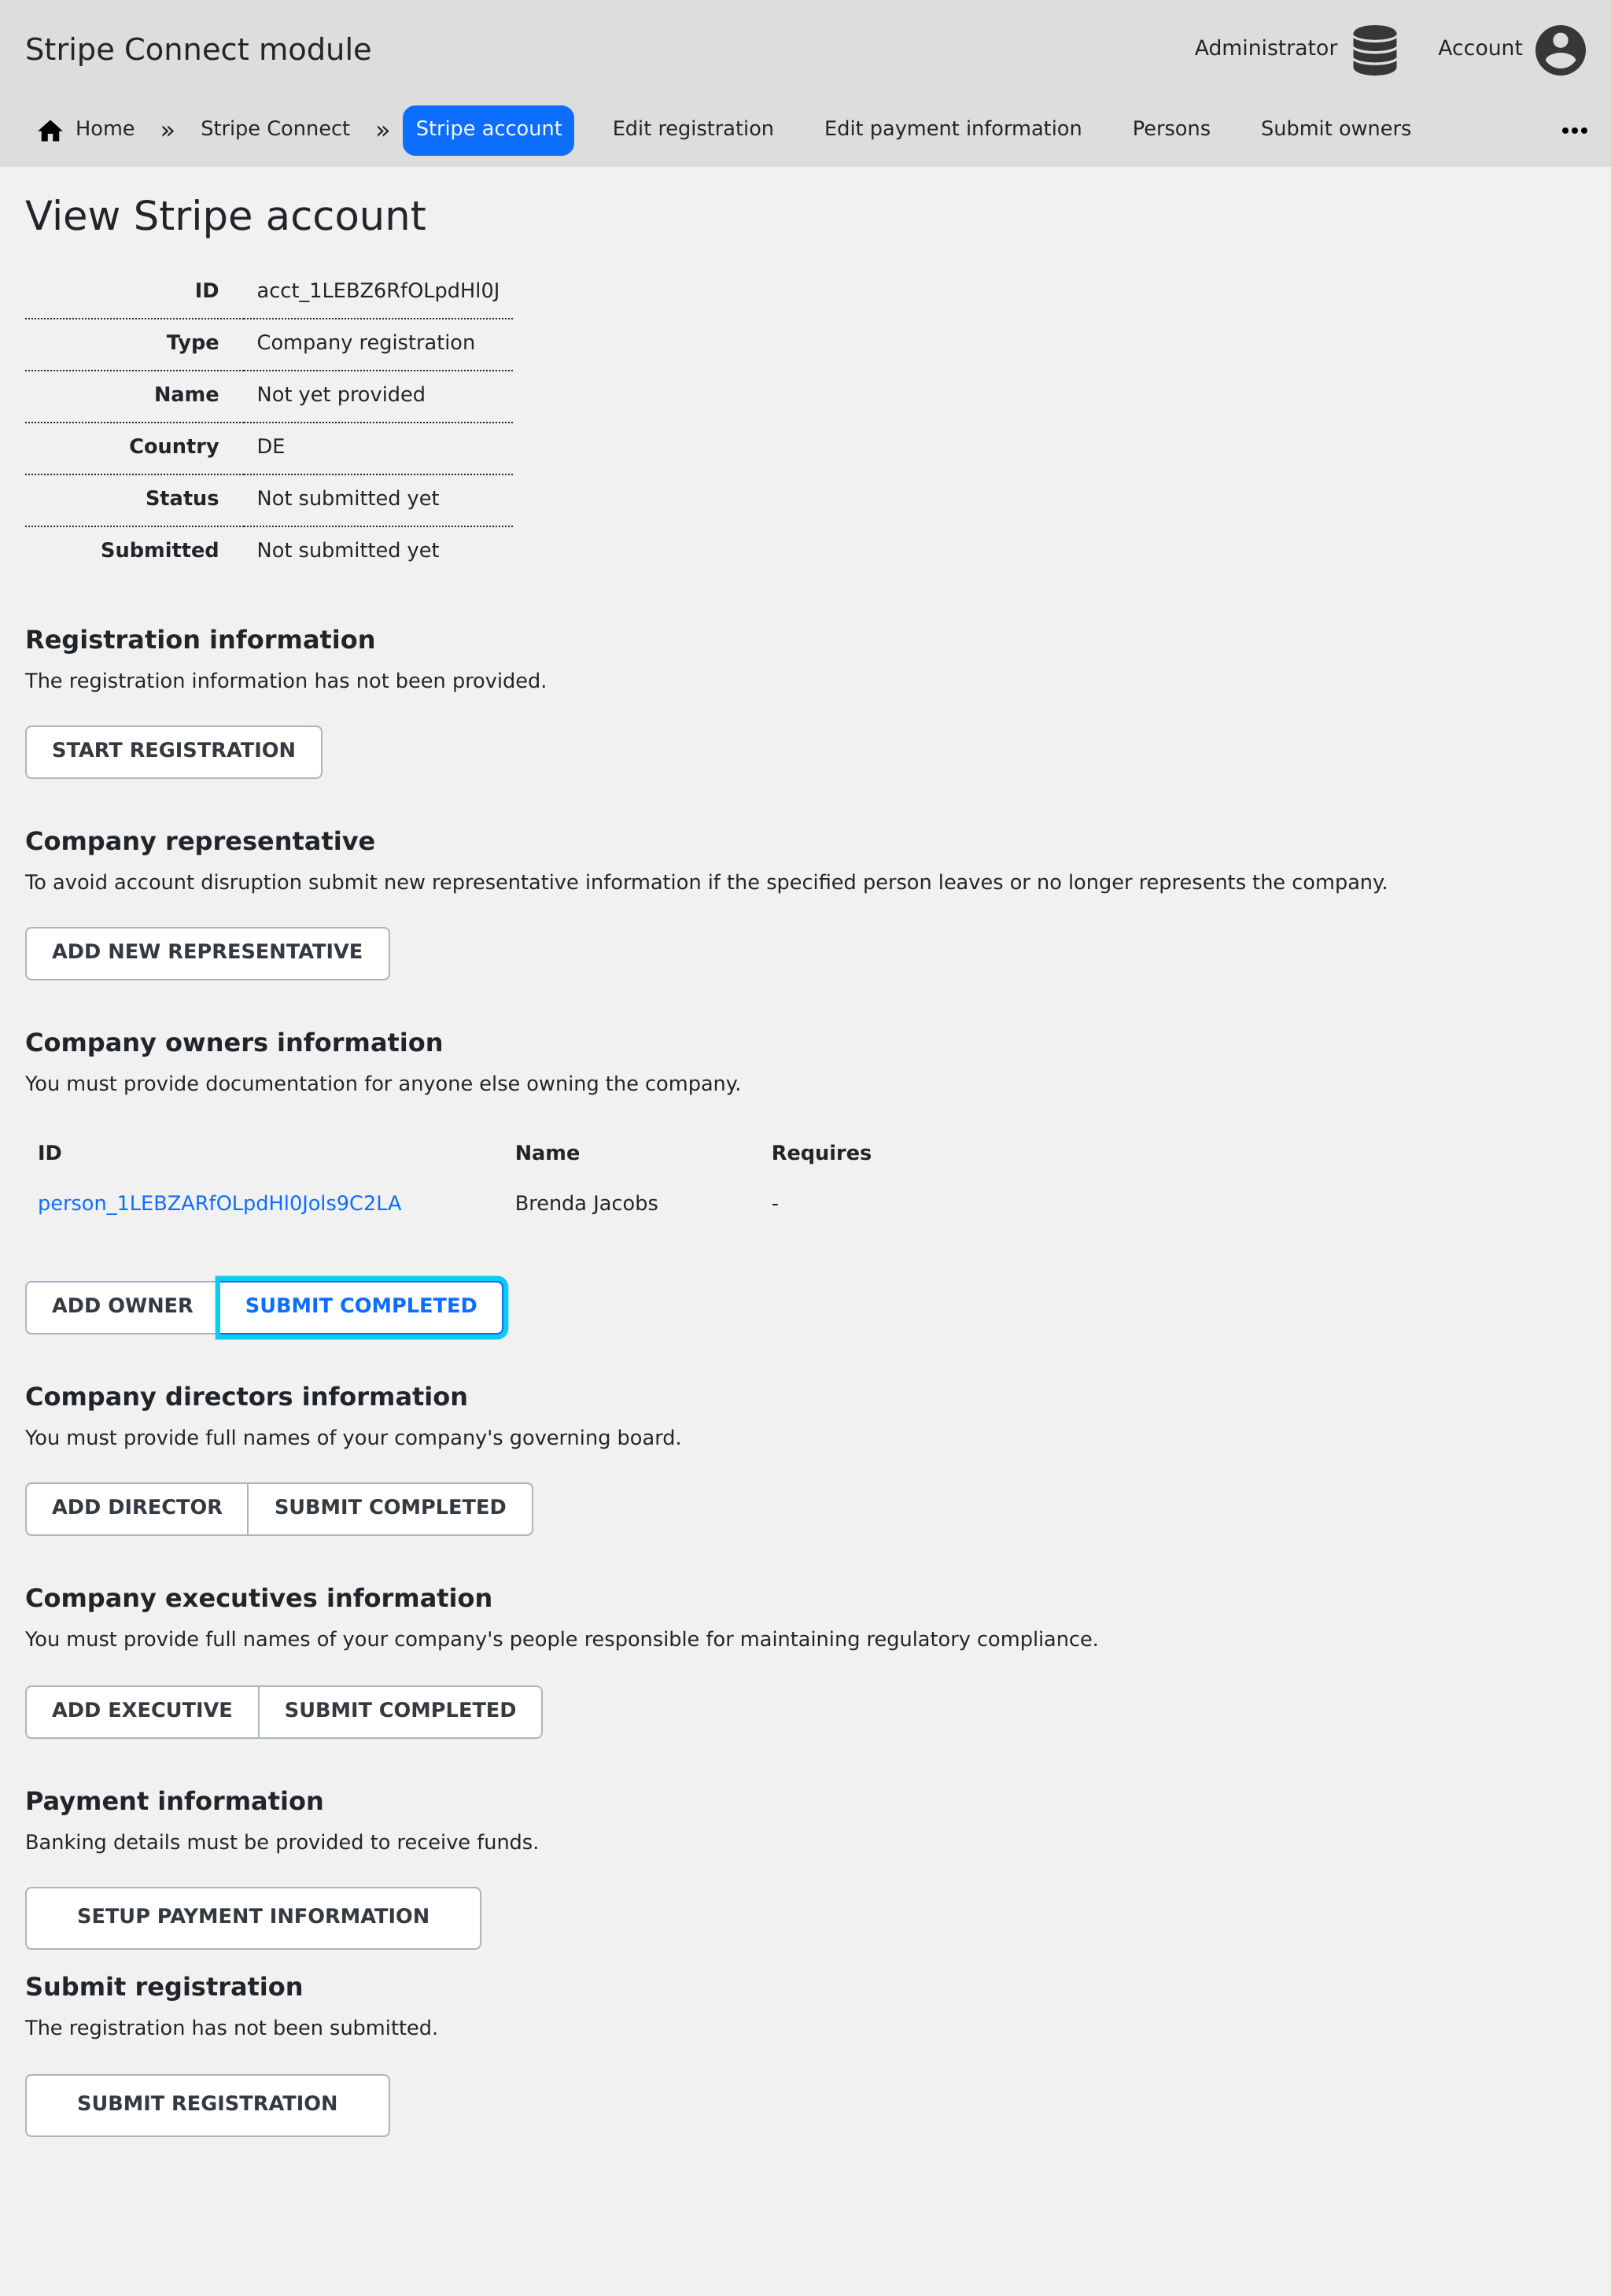 Stripe Connect module
Administrator Account
Home » Stripe Connect » Stripe account Edit registration Edit payment information Persons Submit owners •••
View Stripe account
ID acct_1LEBZ6RfOLpdHl0J
Type Company registration
Name Not yet provided
Country DE
Status Not submitted yet
Submitted Not submitted yet
Registration information
The registration information has not been provided.
START REGISTRATION
Company representative
To avoid account disruption submit new representative information if the specified person leaves or no longer represents the company.
ADD NEW REPRESENTATIVE
Company owners information
You must provide documentation for anyone else owning the company.
ID Name Requires
person_1LEBZARfOLpdHl0Jols9C2LA Brenda Jacobs -
ADD OWNER SUBMIT COMPLETED
Company directors information
You must provide full names of your company's governing board.
ADD DIRECTOR SUBMIT COMPLETED
Company executives information
You must provide full names of your company's people responsible for maintaining regulatory compliance.
ADD EXECUTIVE SUBMIT COMPLETED
Payment information
Banking details must be provided to receive funds.
SETUP PAYMENT INFORMATION
Submit registration
The registration has not been submitted.
SUBMIT REGISTRATION